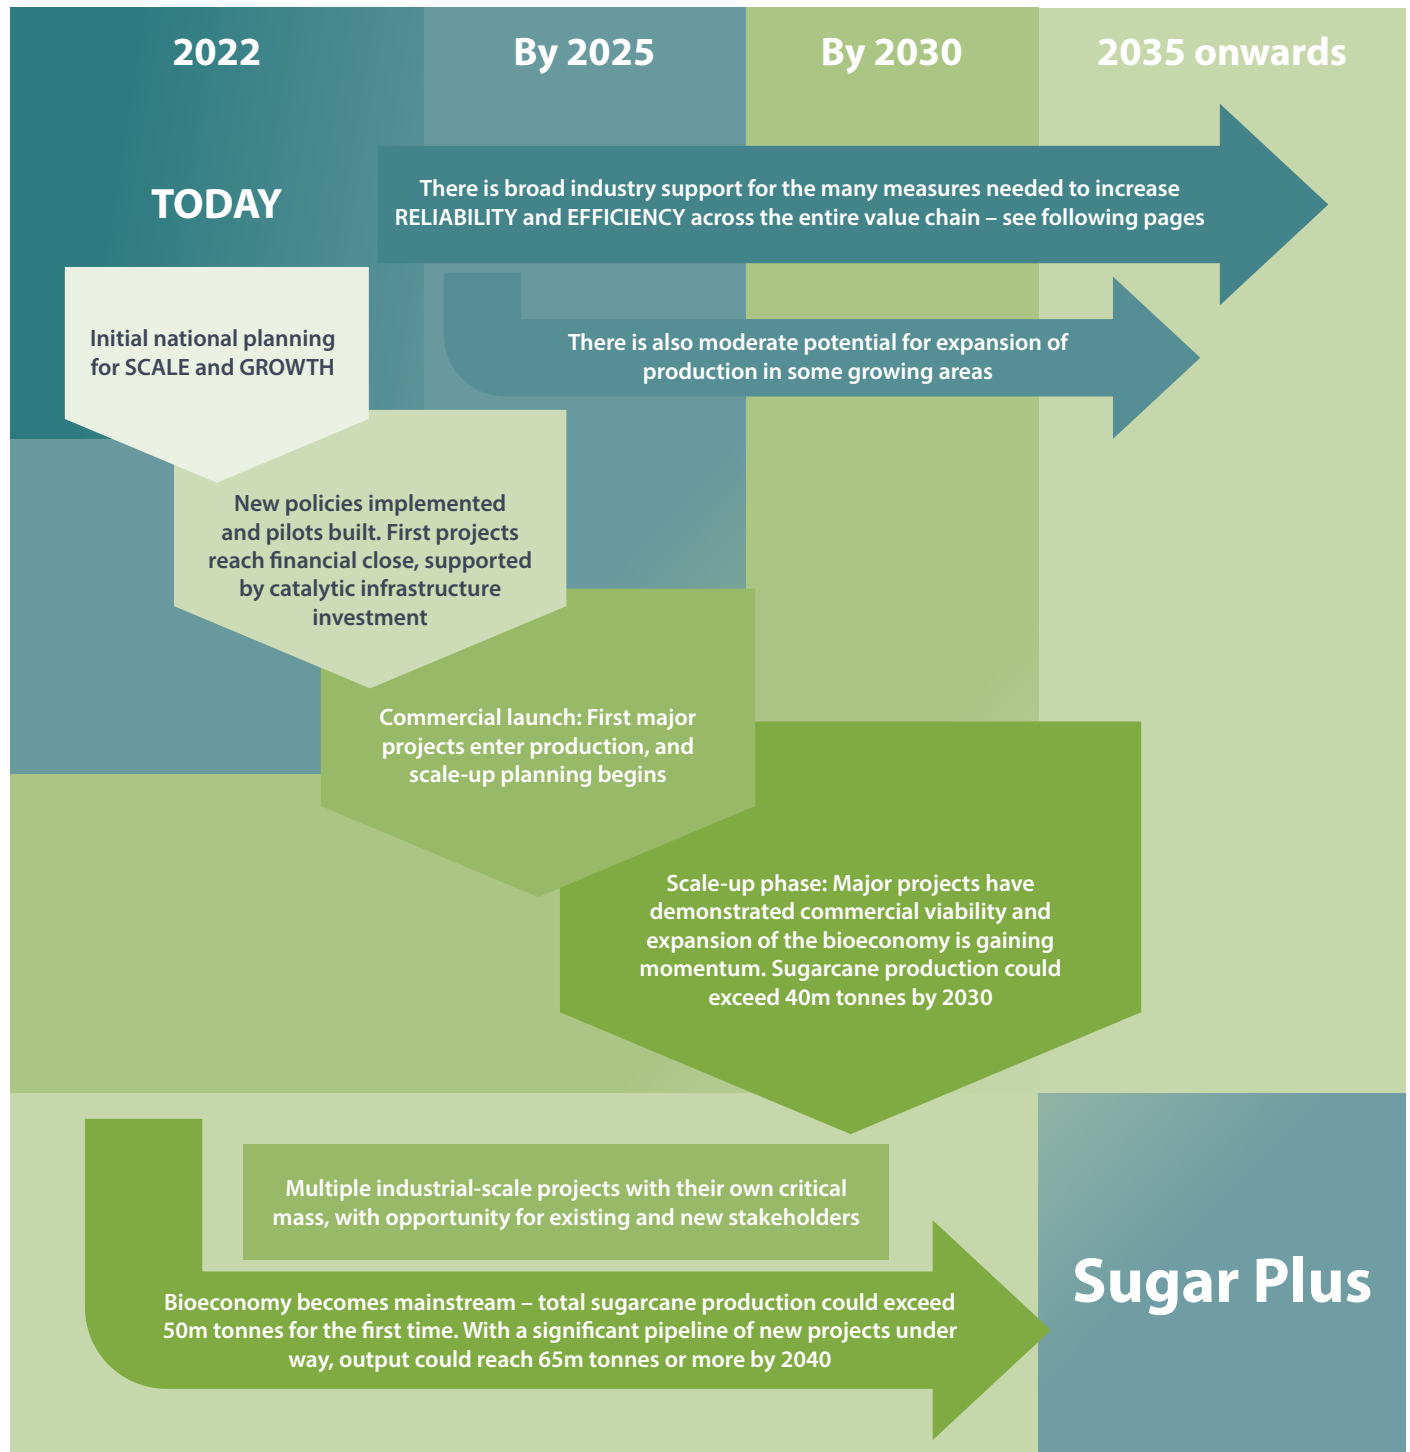 2022
By 2025
By 2030
2035 onwards
TODAY
There is broad industry support for the many measures needed to increase
RELIABILITY and EFFICIENCY across the entire value chain – see following pages
Initial national planning
for SCALE and GROWTH
There is also moderate potential for expansion of
production in some growing areas
New policies implemented
and pilots built. First projects
reach financial close, supported
by catalytic infrastructure
investment
Commercial launch: First major
projects enter production, and
scale-up planning begins
Scale-up phase: Major projects have
demonstrated commercial viability and
expansion of the bioeconomy is gaining
momentum. Sugarcane production could
exceed 40m tonnes by 2030
Multiple industrial-scale projects with their own critical
mass, with opportunity for existing and new stakeholders
Bioeconomy becomes mainstream – total sugarcane production could exceed
50m tonnes for the first time. With a significant pipeline of new projects under
way, output could reach 65m tonnes or more by 2040
Sugar Plus